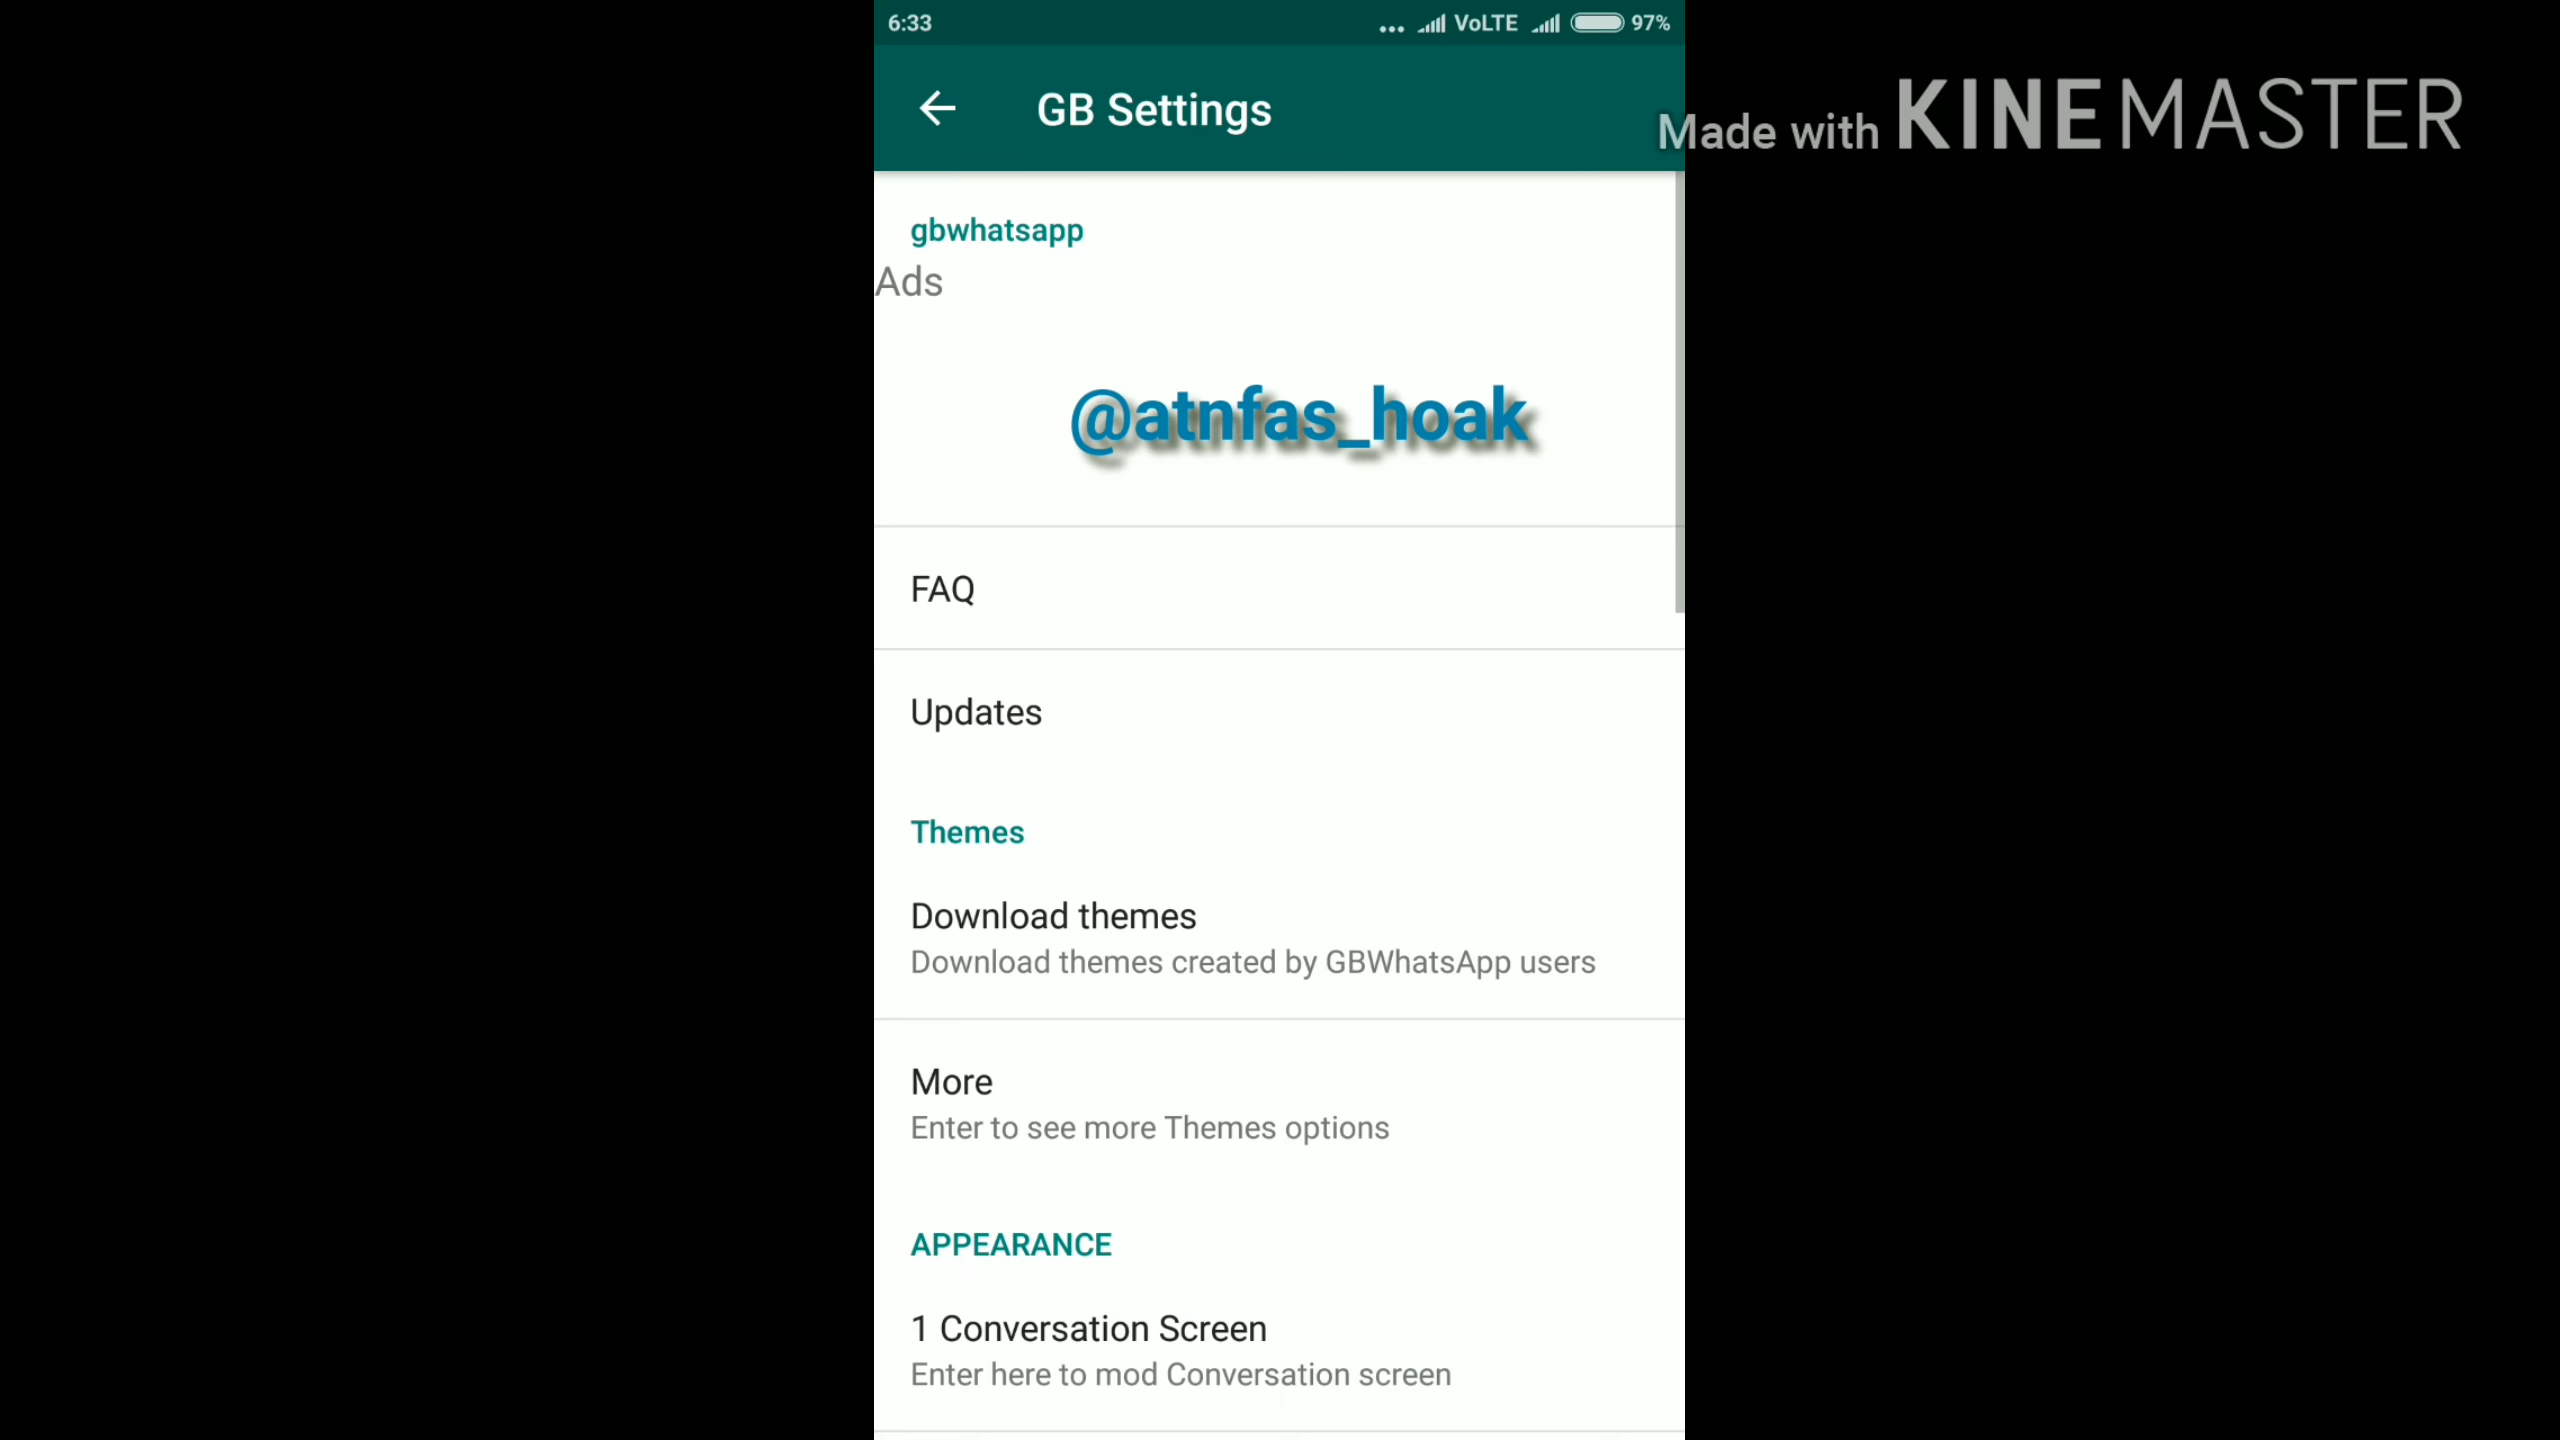 6:33
VoLTE 97%
GB Settings
Made with KINEMASTER
gbwhatsapp
Ads
@atnfas_hoak
FAQ
Updates
Themes
Download themes
Download themes created by GBWhatsApp users
More
Enter to see more Themes options
APPEARANCE
1 Conversation Screen
Enter here to mod Conversation screen